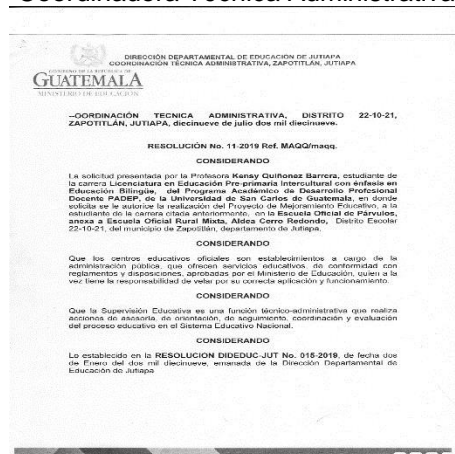 Coordinadora Técnica Administrativa
DIRECCIÓN DEPARTAMENTAL DE EDUCACIÓN DE JUTIAPA
COORDINACIÓN TÉCNICA ADMINISTRATIVA, ZAPOTITLÁN, JUTIAPA
GOBIERNO DE LA REPÚBLICA DE
GUATEMALA
MINISTERIO DE EDUCACIÓN
--OORDINACIÓN TECNICA ADMINISTRATIVA, DISTRITO 22-10-21,
ZAPOTITLÁN, JUTIAPA, diecinueve de julio dos mil diecinueve.
RESOLUCIÓN No. 11-2019 Ref. MAQQ/maqq.
CONSIDERANDO
La solicitud presentada por la Profesora Kensy Quiñonez Barrera, estudiante de
la carrera Licenciatura en Educación Pre-primaria Intercultural con énfasis en
Educación Bilingüe, del Programa Académico de Desarrollo Profesional
Docente PADEP, de la Universidad de San Carlos de Guatemala, en donde
solicita se le autorice la realización del Proyecto de Mejoramiento Educativo, a la
estudiante de la carrera citada anteriormente, en la Escuela Oficial de Párvulos,
anexa a Escuela Oficial Rural Mixta, Aldea Cerro Redondo, Distrito Escolar
22-10-21, del municipio de Zapotitlán, departamento de Jutiapa.
CONSIDERANDO
Que los centros educativos oficiales son establecimientos a cargo de la
administración pública, que ofrecen servicios educativos, de conformidad con
reglamentos y disposiciones, aprobadas por el Ministerio de Educación, quien a la
vez tiene la responsabilidad de velar por su correcta aplicación y funcionamiento.
CONSIDERANDO
Que la Supervisión Educativa es una función técnico-administrativa que realiza
acciones de asesoría, de orientación, de seguimiento, coordinación y evaluación
del proceso educativo en el Sistema Educativo Nacional.
CONSIDERANDO
Lo establecido en la RESOLUCION DIDEDUC-JUT No. 015-2019, de fecha dos
de Enero del dos mil diecinueve, emanada de la Dirección Departamental de
Educación de Jutiapa